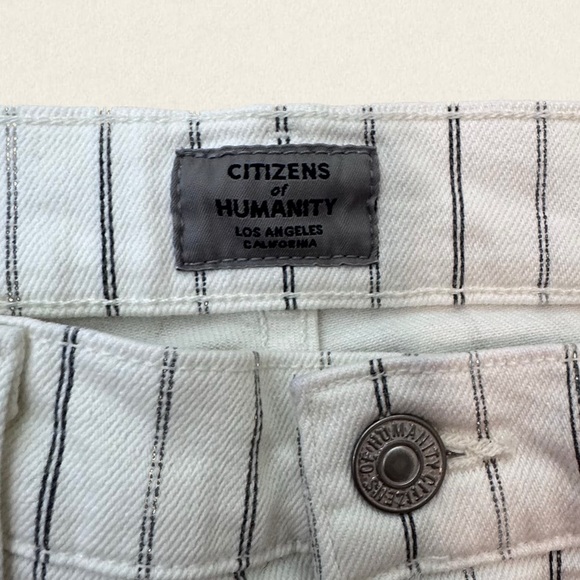 CITIZENS
of
HUMANITY
LOS ANGELES
CALIFORNIA
CITIZENS OF HUMANITY